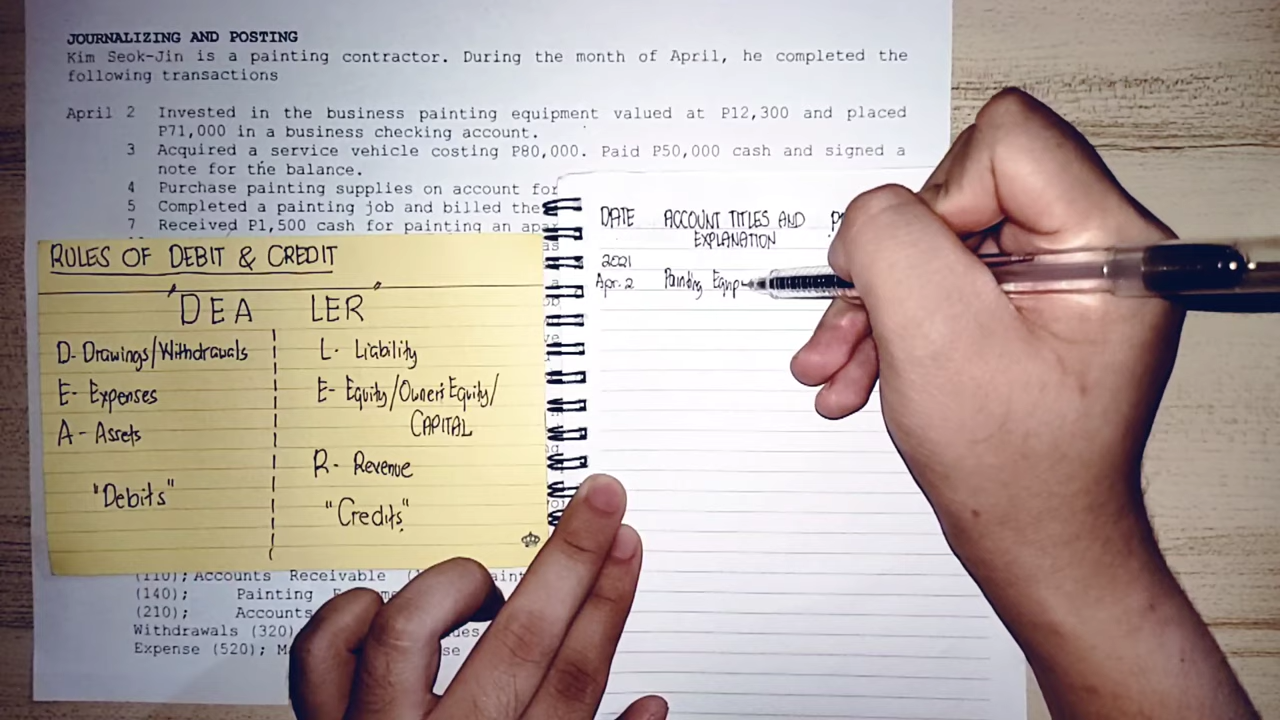 JOURNALIZING AND POSTING
Kim Seok-Jin is a painting contractor. During the month of April, he completed the
following transactions
April 2 Invested in the business painting equipment valued at P12,300 and placed
P71,000 in a business checking account.
3 Acquired a service vehicle costing P80,000. Paid P50,000 cash and signed a
note for the balance.
4 Purchase painting supplies on account for
5 Completed a painting job and billed the
7 Received P1,500 cash for painting an
RULES OF DEBIT & CREDIT
DEA LER
D- Drawings/Withdrawals
E- Expenses
A- Assets
"Debits"
L- Liability
E- Equity/Owner's Equity/
CAPITAL
R- Revenue
"Credits"
DATE ACCOUNT TITLES AND
EXPLANATION
2021
Apr. 2 Painting Equip
(110); Accounts Receivable
(140); Painting
(210); Accounts
Withdrawals (320)
Expense (520);